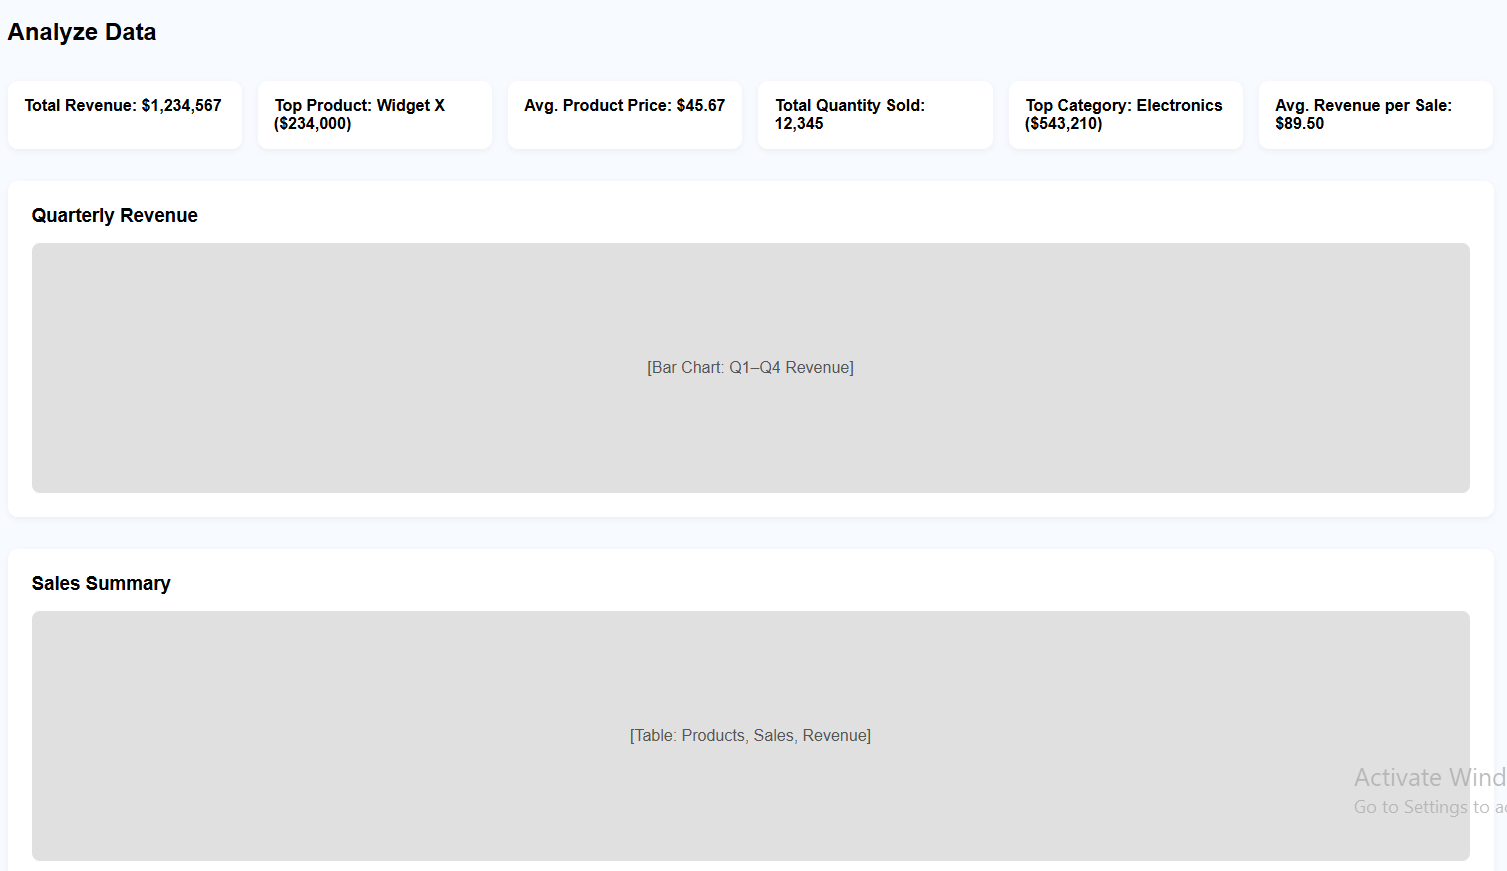 Analyze Data
Total Revenue: $1,234,567
Top Product: Widget X
($234,000)
Avg. Product Price: $45.67
Total Quantity Sold:
12,345
Top Category: Electronics
($543,210)
Avg. Revenue per Sale:
$89.50
Quarterly Revenue
[Bar Chart: Q1–Q4 Revenue]
Sales Summary
[Table: Products, Sales, Revenue]
Activate Wind
Go to Settings to